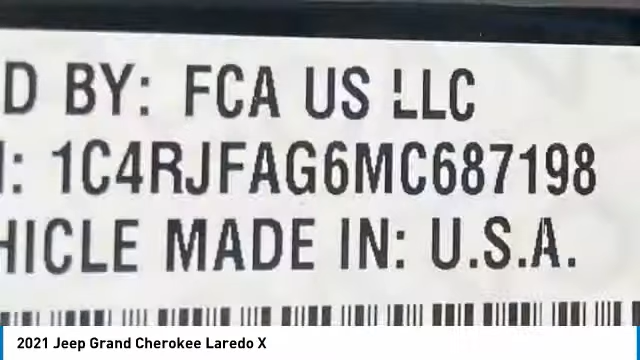 D BY: FCA US LLC
: 1C4RJFAG6MC687198
HICLE MADE IN: U.S.A.
2021 Jeep Grand Cherokee Laredo X